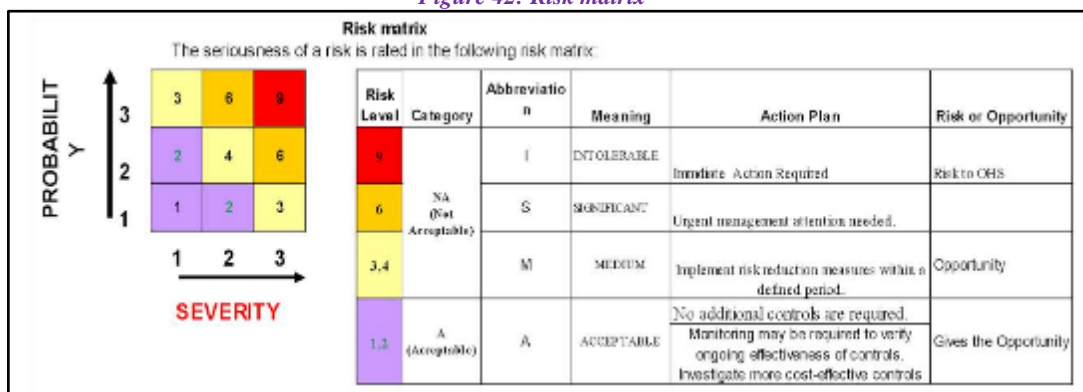 Figure 42: Risk matrix
Risk matrix
The seriousness of a risk is rated in the following risk matrix:
PROBABILIT
Y
3
2
1
3 6 9
2 4 6
1 2 3
1 2 3
SEVERITY
Risk
Level
Category
Abbreviatio
n
Meaning
Action Plan
Risk or Opportunity
9
NA
(Not
Acceptable)
I
INTOLERABLE
Immdiate Action Required
Risk to OHS
6
S
SIGNIFICANT
Urgent management attention needed.
3,4
M
MEDIUM
Implement risk reduction measures within a
defined period.
Opportunity
1,2
A
(Acceptable)
A
ACCEPTABLE
No additional controls are required.
Monitoring may be required to verify
ongoing effectiveness of controls.
Investigate more cost-effective controls
Gives the Opportunity